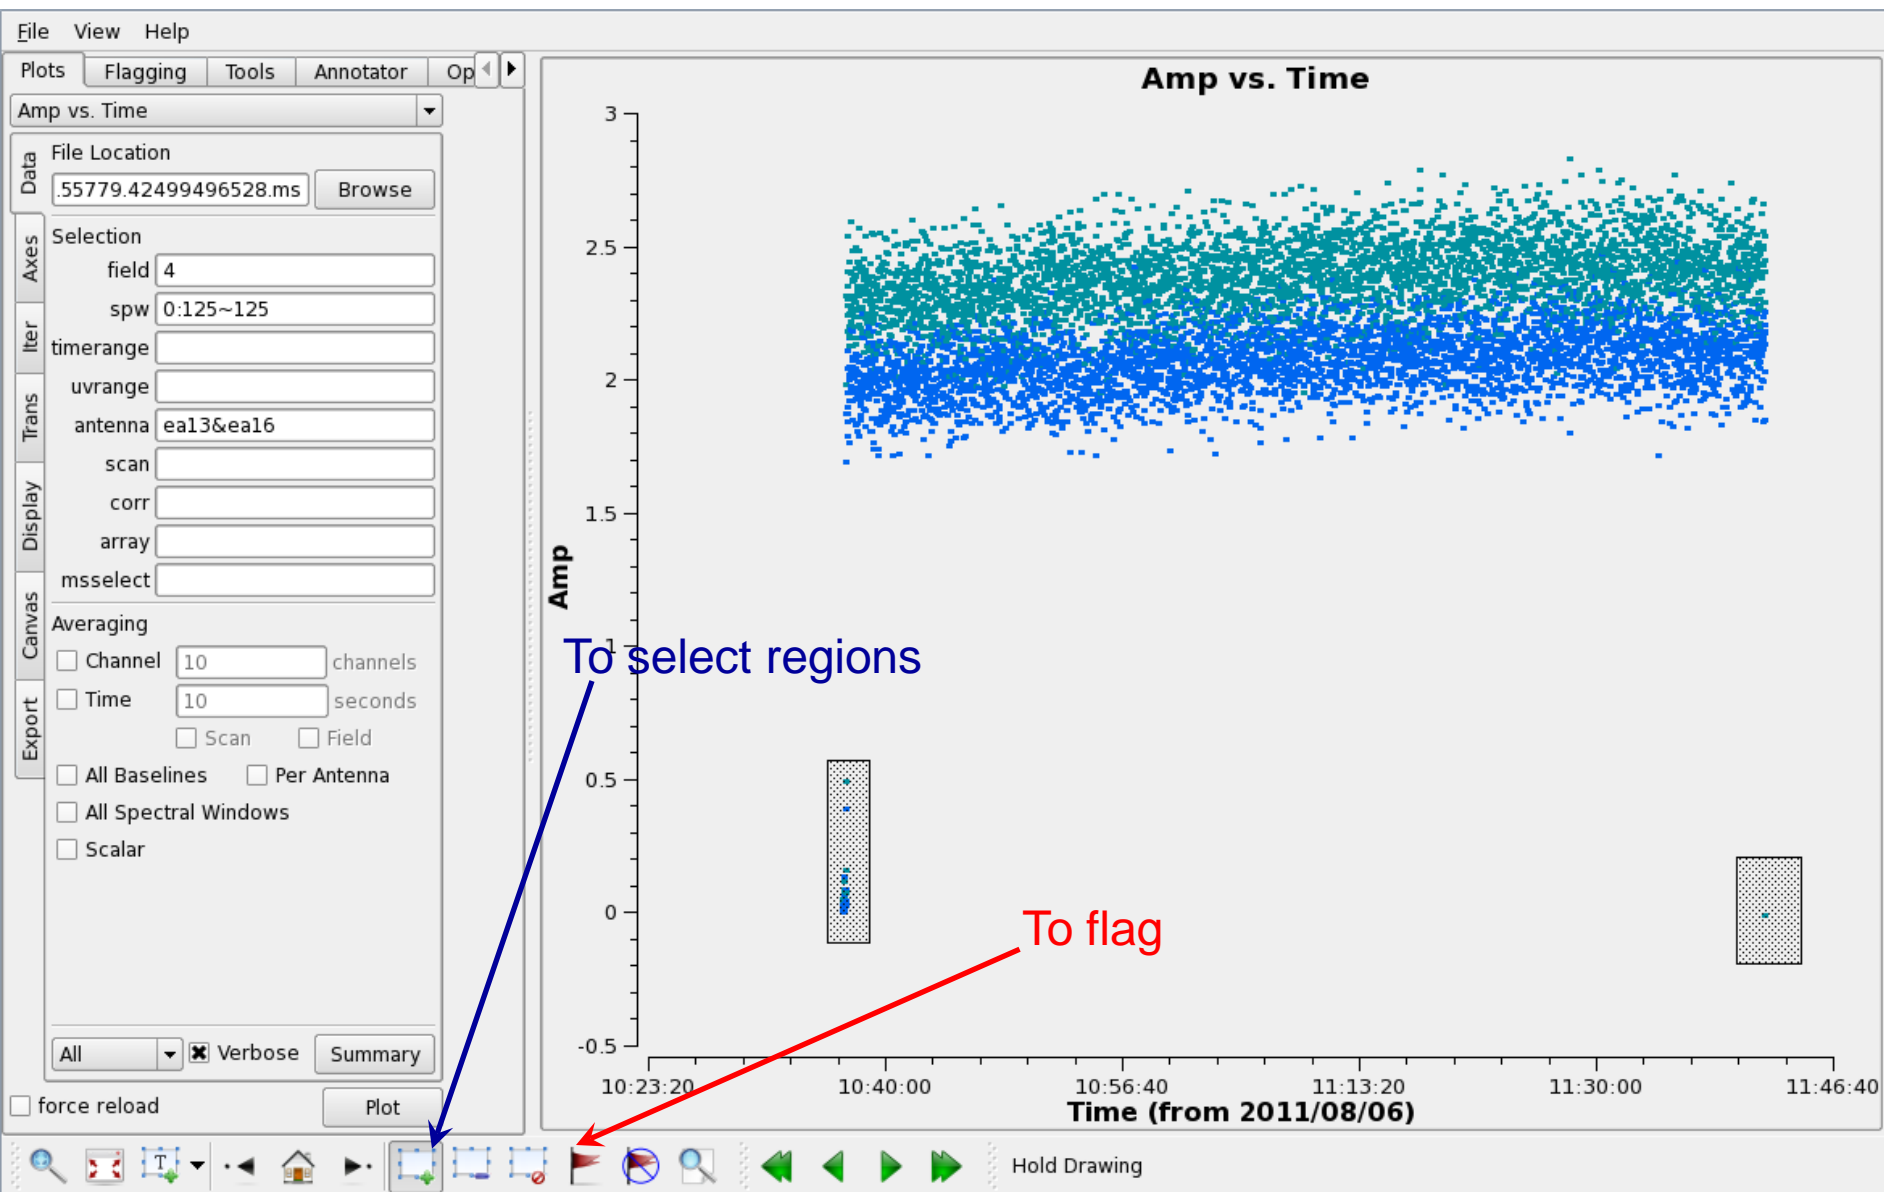 File View Help
Plots Flagging Tools Annotator Op
Amp vs. Time
Data
Axes
Iter
Trans
Display
Canvas
Export
File Location
.55779.42499496528.ms Browse
Selection
field 4
spw 0:125~125
timerange
uvrange
antenna ea13&ea16
scan
corr
array
msselect
Averaging
Channel 10 channels
Time 10 seconds
Scan Field
All Baselines Per Antenna
All Spectral Windows
Scalar
All Verbose Summary
force reload Plot
Amp vs. Time
3
2.5
2
1.5
1
0.5
0
-0.5
Amp
To select regions
To flag
10:23:20 10:40:00 10:56:40 11:13:20 11:30:00 11:46:40
Time (from 2011/08/06)
T
Hold Drawing